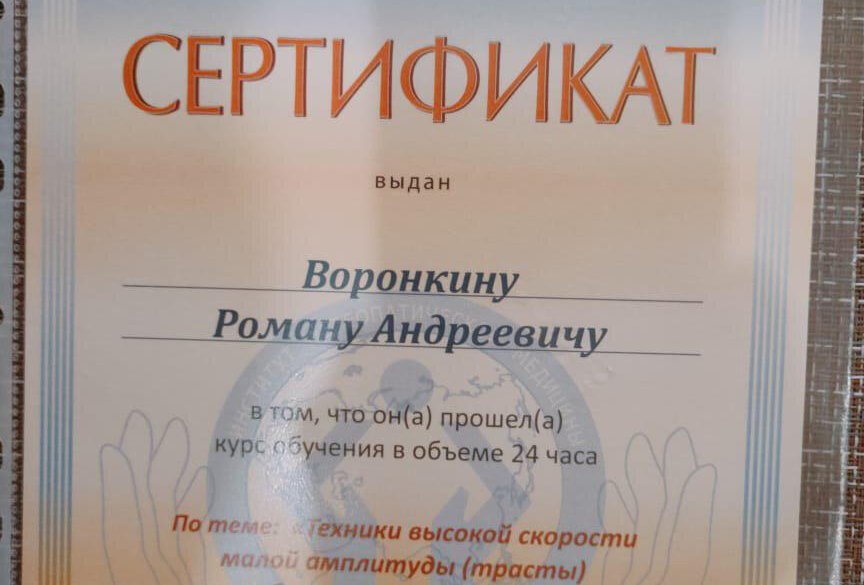 СЕРТИФИКАТ
выдан
Воронкину
Роману Андреевичу
в том, что он(а) прошел(а)
курс обучения в объеме 24 часа
По теме: «Техники высокой скорости
малой амплитуды (трасты)